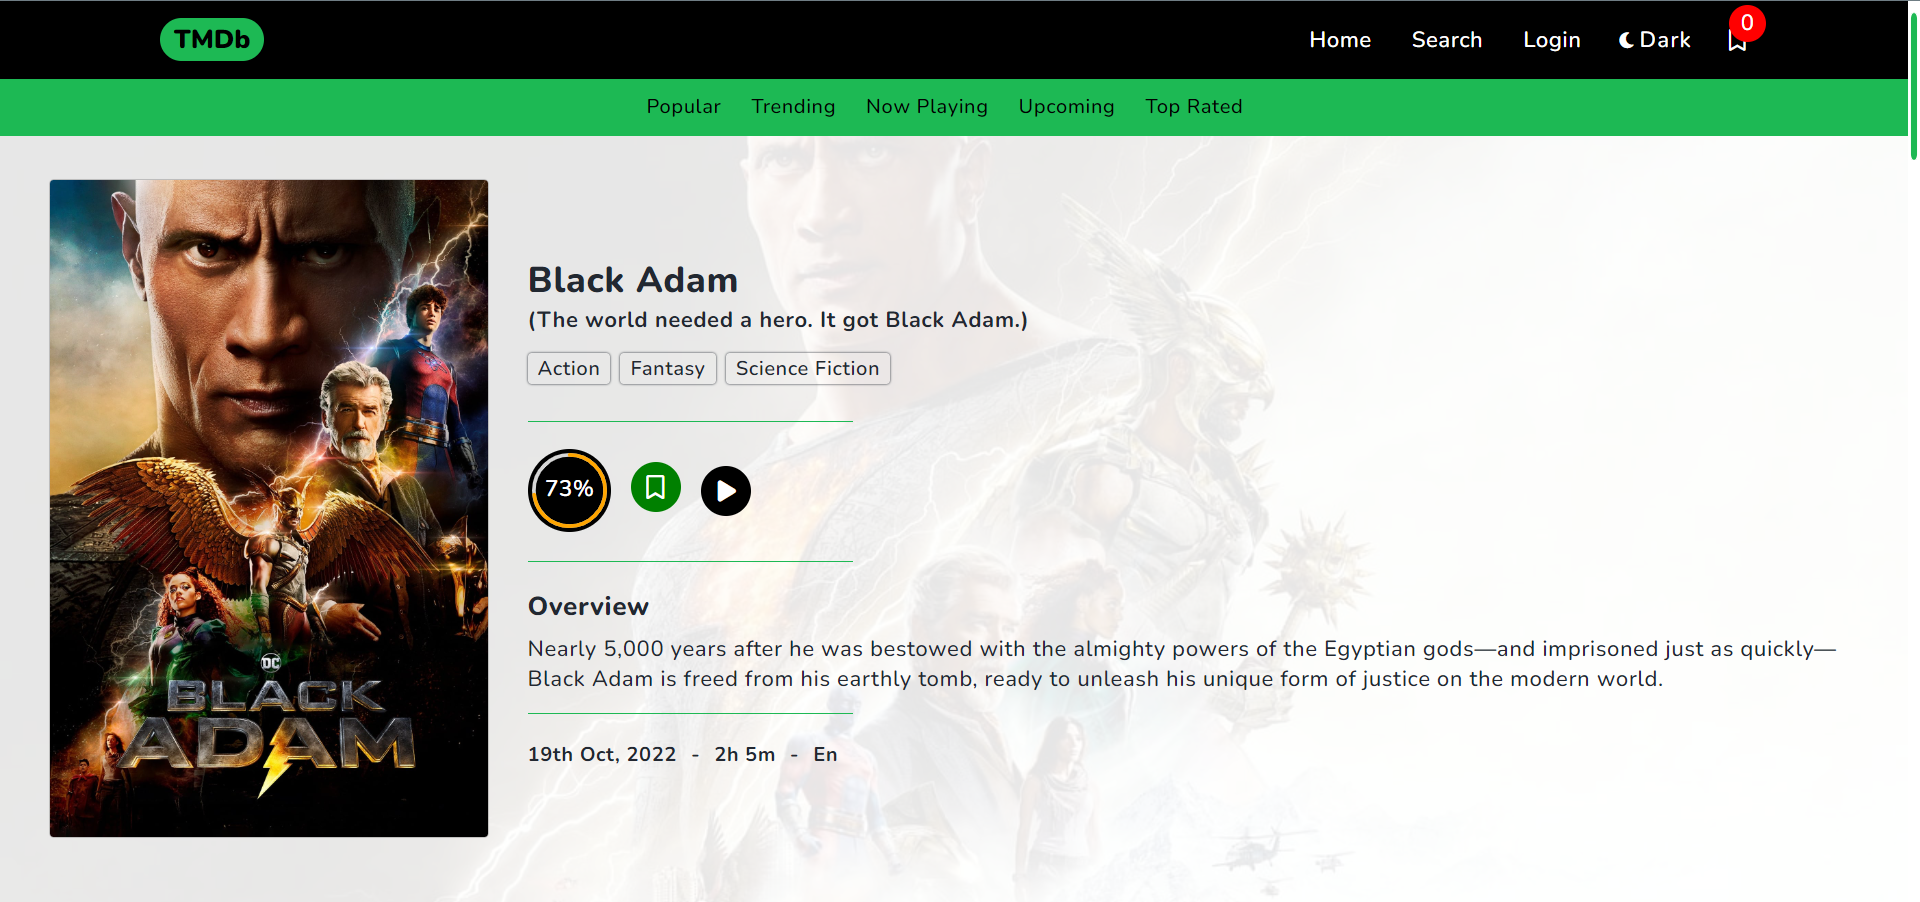 TMDb
Home Search Login Dark 0
Popular Trending Now Playing Upcoming Top Rated
DC
BLACK
ADAM
Black Adam
(The world needed a hero. It got Black Adam.)
Action Fantasy Science Fiction
73%
Overview
Nearly 5,000 years after he was bestowed with the almighty powers of the Egyptian gods—and imprisoned just as quickly—
Black Adam is freed from his earthly tomb, ready to unleash his unique form of justice on the modern world.
19th Oct, 2022 - 2h 5m - En